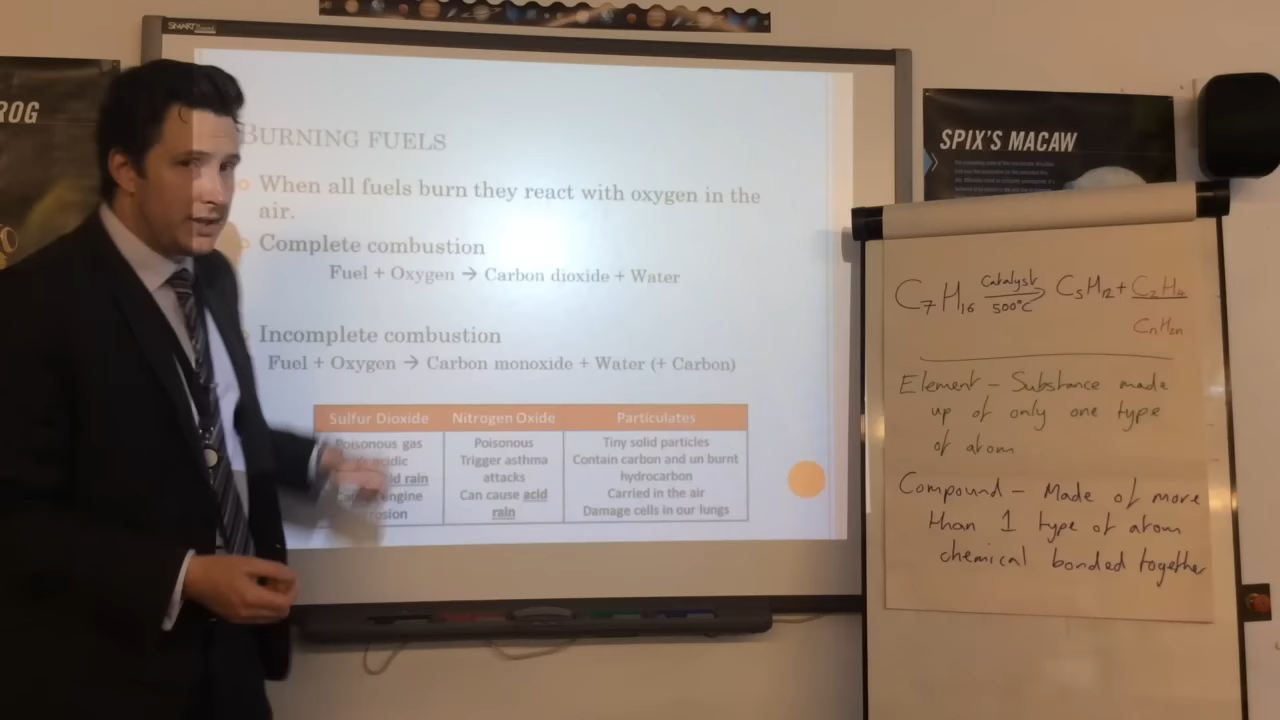 SMART
ROG
BURNING FUELS
When all fuels burn they react with oxygen in the
air.
Complete combustion
Fuel + Oxygen → Carbon dioxide + Water
Incomplete combustion
Fuel + Oxygen → Carbon monoxide + Water (+ Carbon)
Sulfur Dioxide
Poisonous gas
acidic
acid rain
engine
Nitrogen Oxide
Poisonous
Trigger asthma
attacks
Can cause acid
rain
Particulates
Tiny solid particles
Contain carbon and un burnt
hydrocarbon
Carried in the air
Damage cells in our lungs
SPIX'S MACAW
C₇H₁₆ Catalyst → 500°C C₅H₁₂ + C₂H₄
CnH2n
Element – Substance made
up of only one type
of atom
Compound – Made of more
than 1 type of atom
chemical bonded together